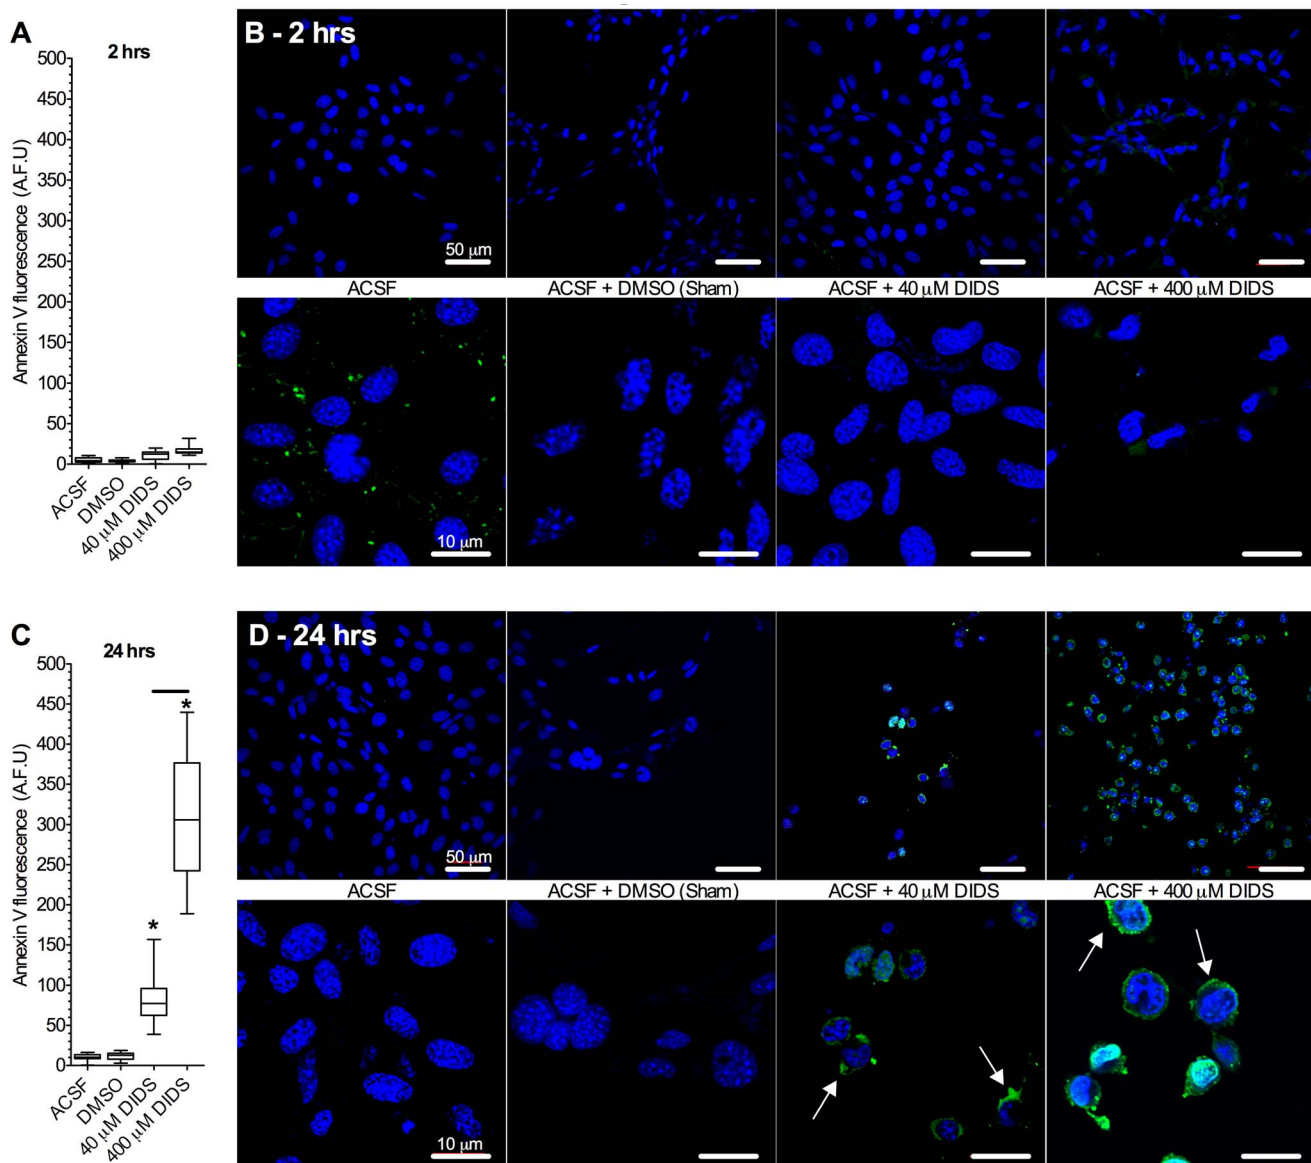 A
2 hrs
500
450
400
350
300
250
200
150
100
50
0
Annexin V fluorescence (A.F.U)
ACSF
DMSO
40 μM DIDS
400 μM DIDS
B - 2 hrs
50 μm
ACSF
ACSF + DMSO (Sham)
ACSF + 40 μM DIDS
ACSF + 400 μM DIDS
10 μm
C
24 hrs
500
450
400
350
300
250
200
150
100
50
0
Annexin V fluorescence (A.F.U)
*
*
ACSF
DMSO
40 μM DIDS
400 μM DIDS
D - 24 hrs
50 μm
ACSF
ACSF + DMSO (Sham)
ACSF + 40 μM DIDS
ACSF + 400 μM DIDS
10 μm